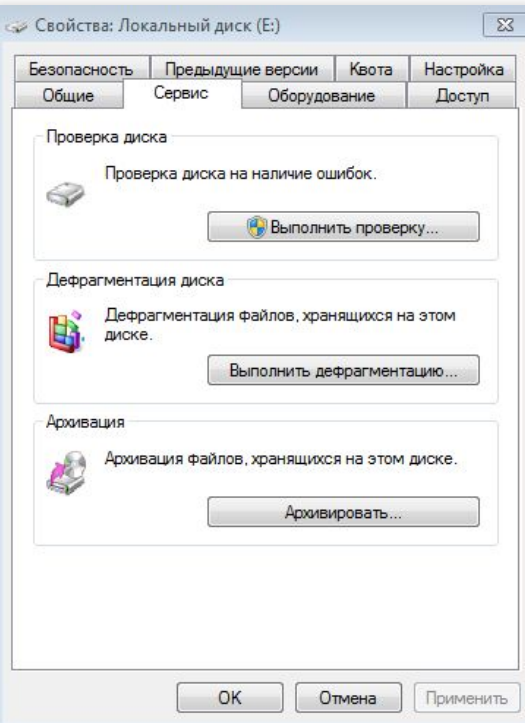 Свойства: Локальный диск (E:)
Безопасность Предыдущие версии Квота Настройка
Общие Сервис Оборудование Доступ
Проверка диска
Проверка диска на наличие ошибок.
Выполнить проверку...
Дефрагментация диска
Дефрагментация файлов, хранящихся на этом
диске.
Выполнить дефрагментацию...
Архивация
Архивация файлов, хранящихся на этом диске.
Архивировать...
OK Отмена Применить